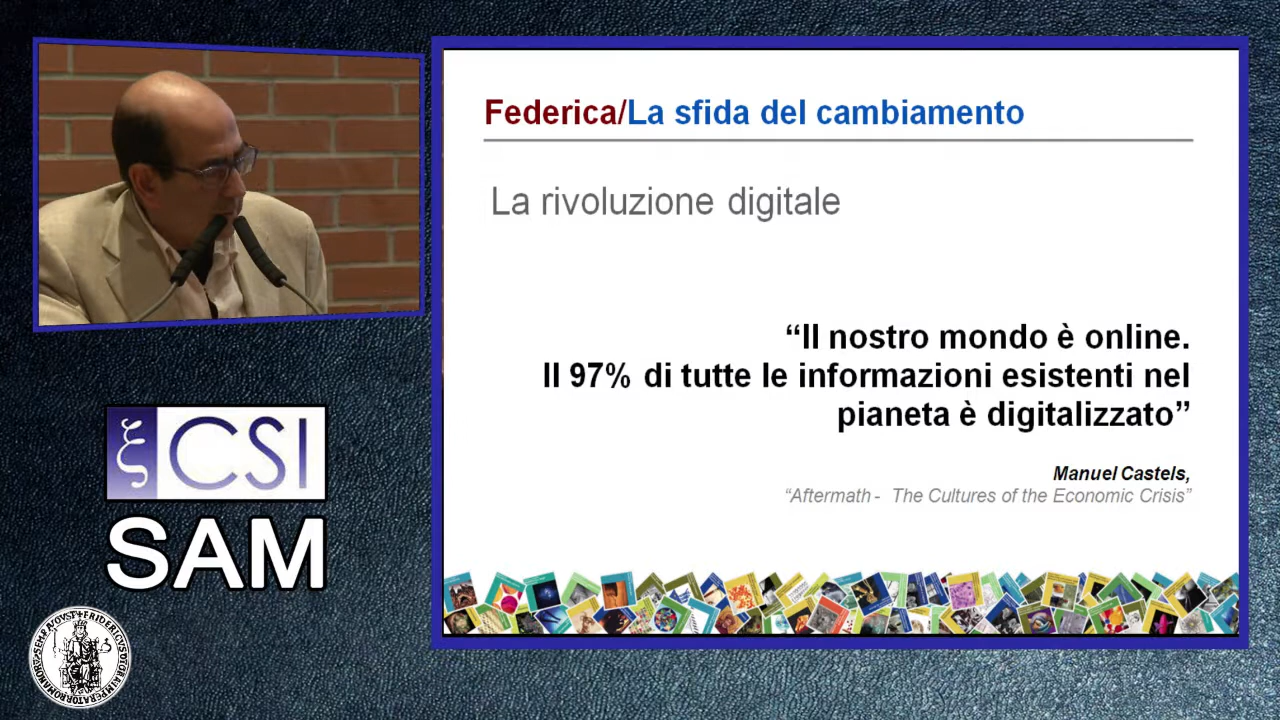 Federica/La sfida del cambiamento
La rivoluzione digitale
“Il nostro mondo è online.
Il 97% di tutte le informazioni esistenti nel
pianeta è digitalizzato”
Manuel Castels,
“Aftermath - The Cultures of the Economic Crisis”
ξ CSI
SAM